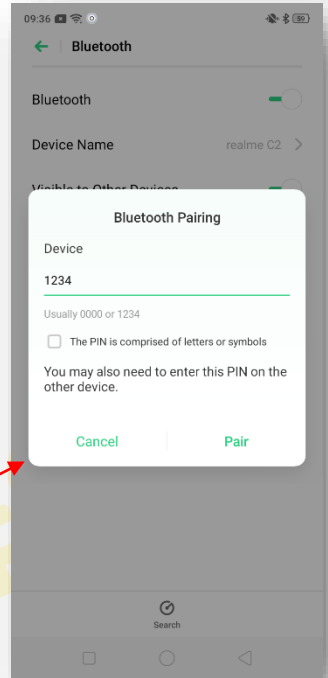 09:36
Bluetooth
Bluetooth
Device Name realme C2
Visible to Other Devices
Bluetooth Pairing
Device
1234
Usually 0000 or 1234
The PIN is comprised of letters or symbols
You may also need to enter this PIN on the
other device.
Cancel Pair
Search